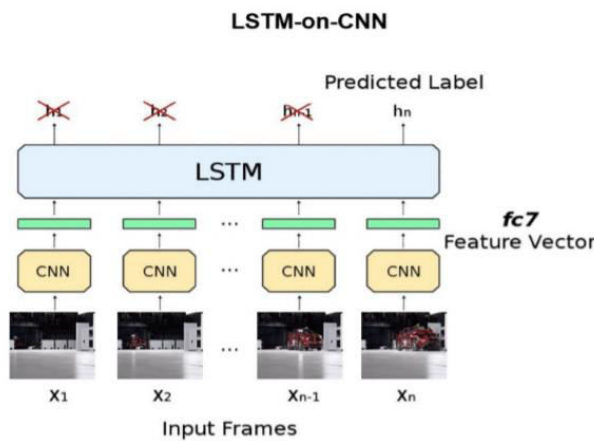 LSTM-on-CNN
Predicted Label
h1 h2 hn-1 hn
LSTM
... fc7
Feature Vector
CNN CNN ... CNN CNN
...
x1 x2 xn-1 xn
Input Frames